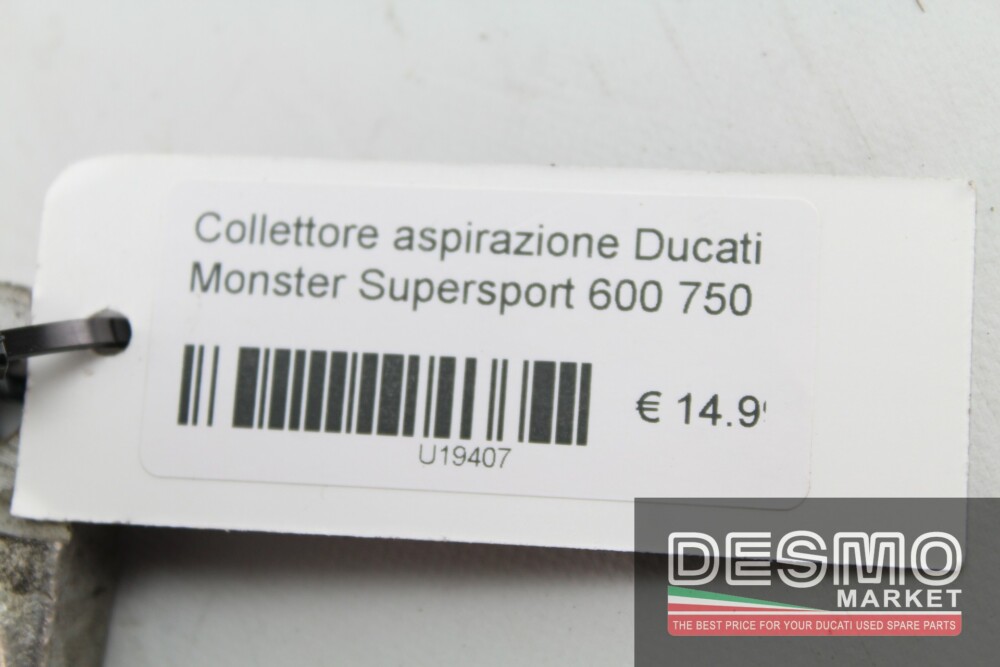 Collettore aspirazione Ducati
Monster Supersport 600 750
€ 14.9
U19407
DESMO
MARKET
THE BEST PRICE FOR YOUR DUCATI USED SPARE PARTS